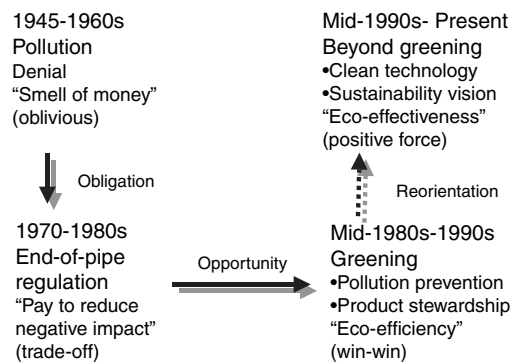 1945-1960s
Pollution
Denial
“Smell of money”
(oblivious)
Obligation
1970-1980s
End-of-pipe
regulation
“Pay to reduce
negative impact”
(trade-off)
Opportunity
Mid-1980s-1990s
Greening
•Pollution prevention
•Product stewardship
“Eco-efficiency”
(win-win)
Reorientation
Mid-1990s- Present
Beyond greening
•Clean technology
•Sustainability vision
“Eco-effectiveness”
(positive force)